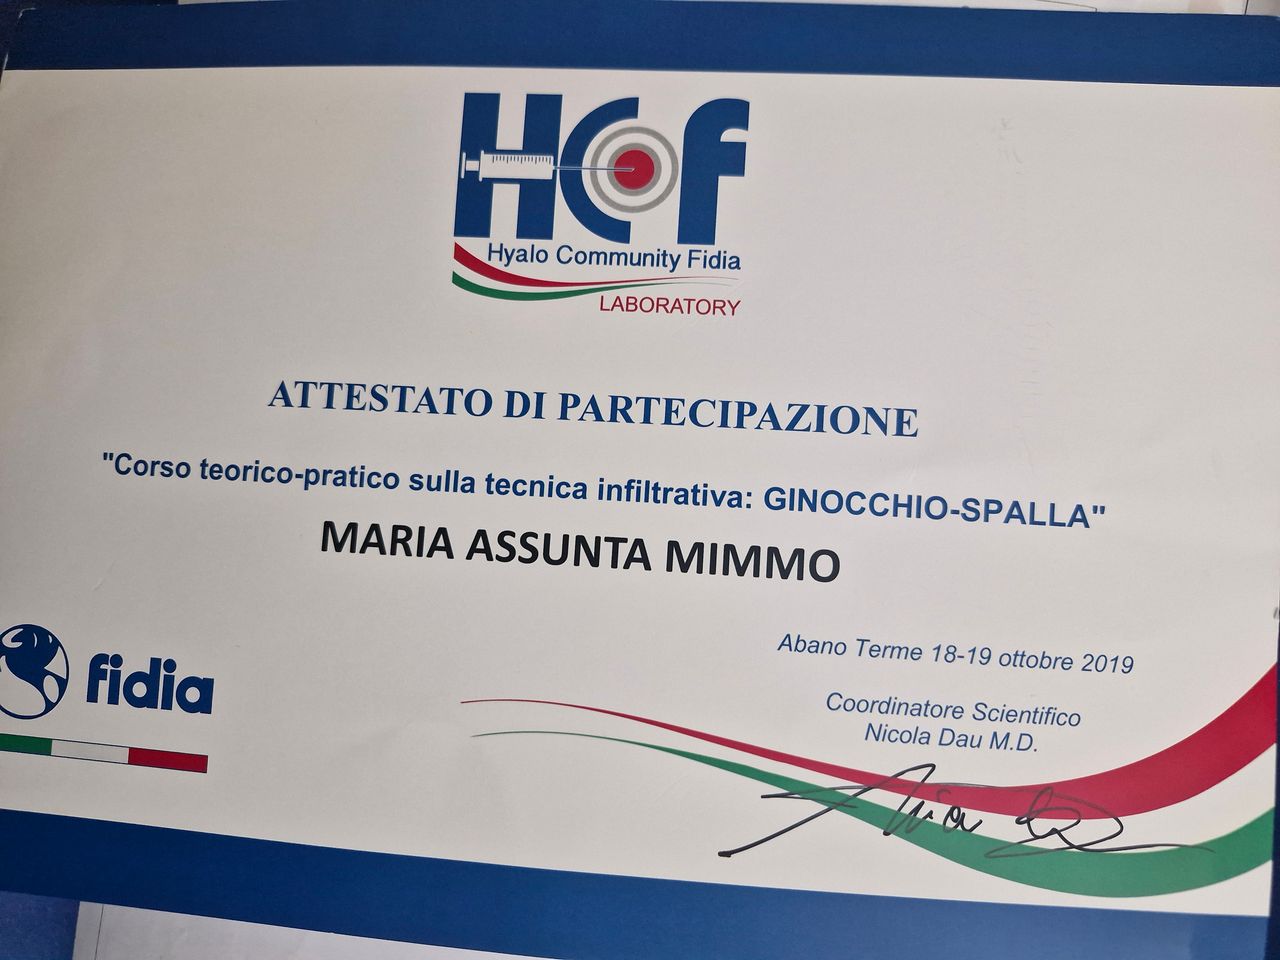 HCF
Hyalo Community Fidia
LABORATORY
ATTESTATO DI PARTECIPAZIONE
"Corso teorico-pratico sulla tecnica infiltrativa: GINOCCHIO-SPALLA"
MARIA ASSUNTA MIMMO
fidia
Abano Terme 18-19 ottobre 2019
Coordinatore Scientifico
Nicola Dau M.D.